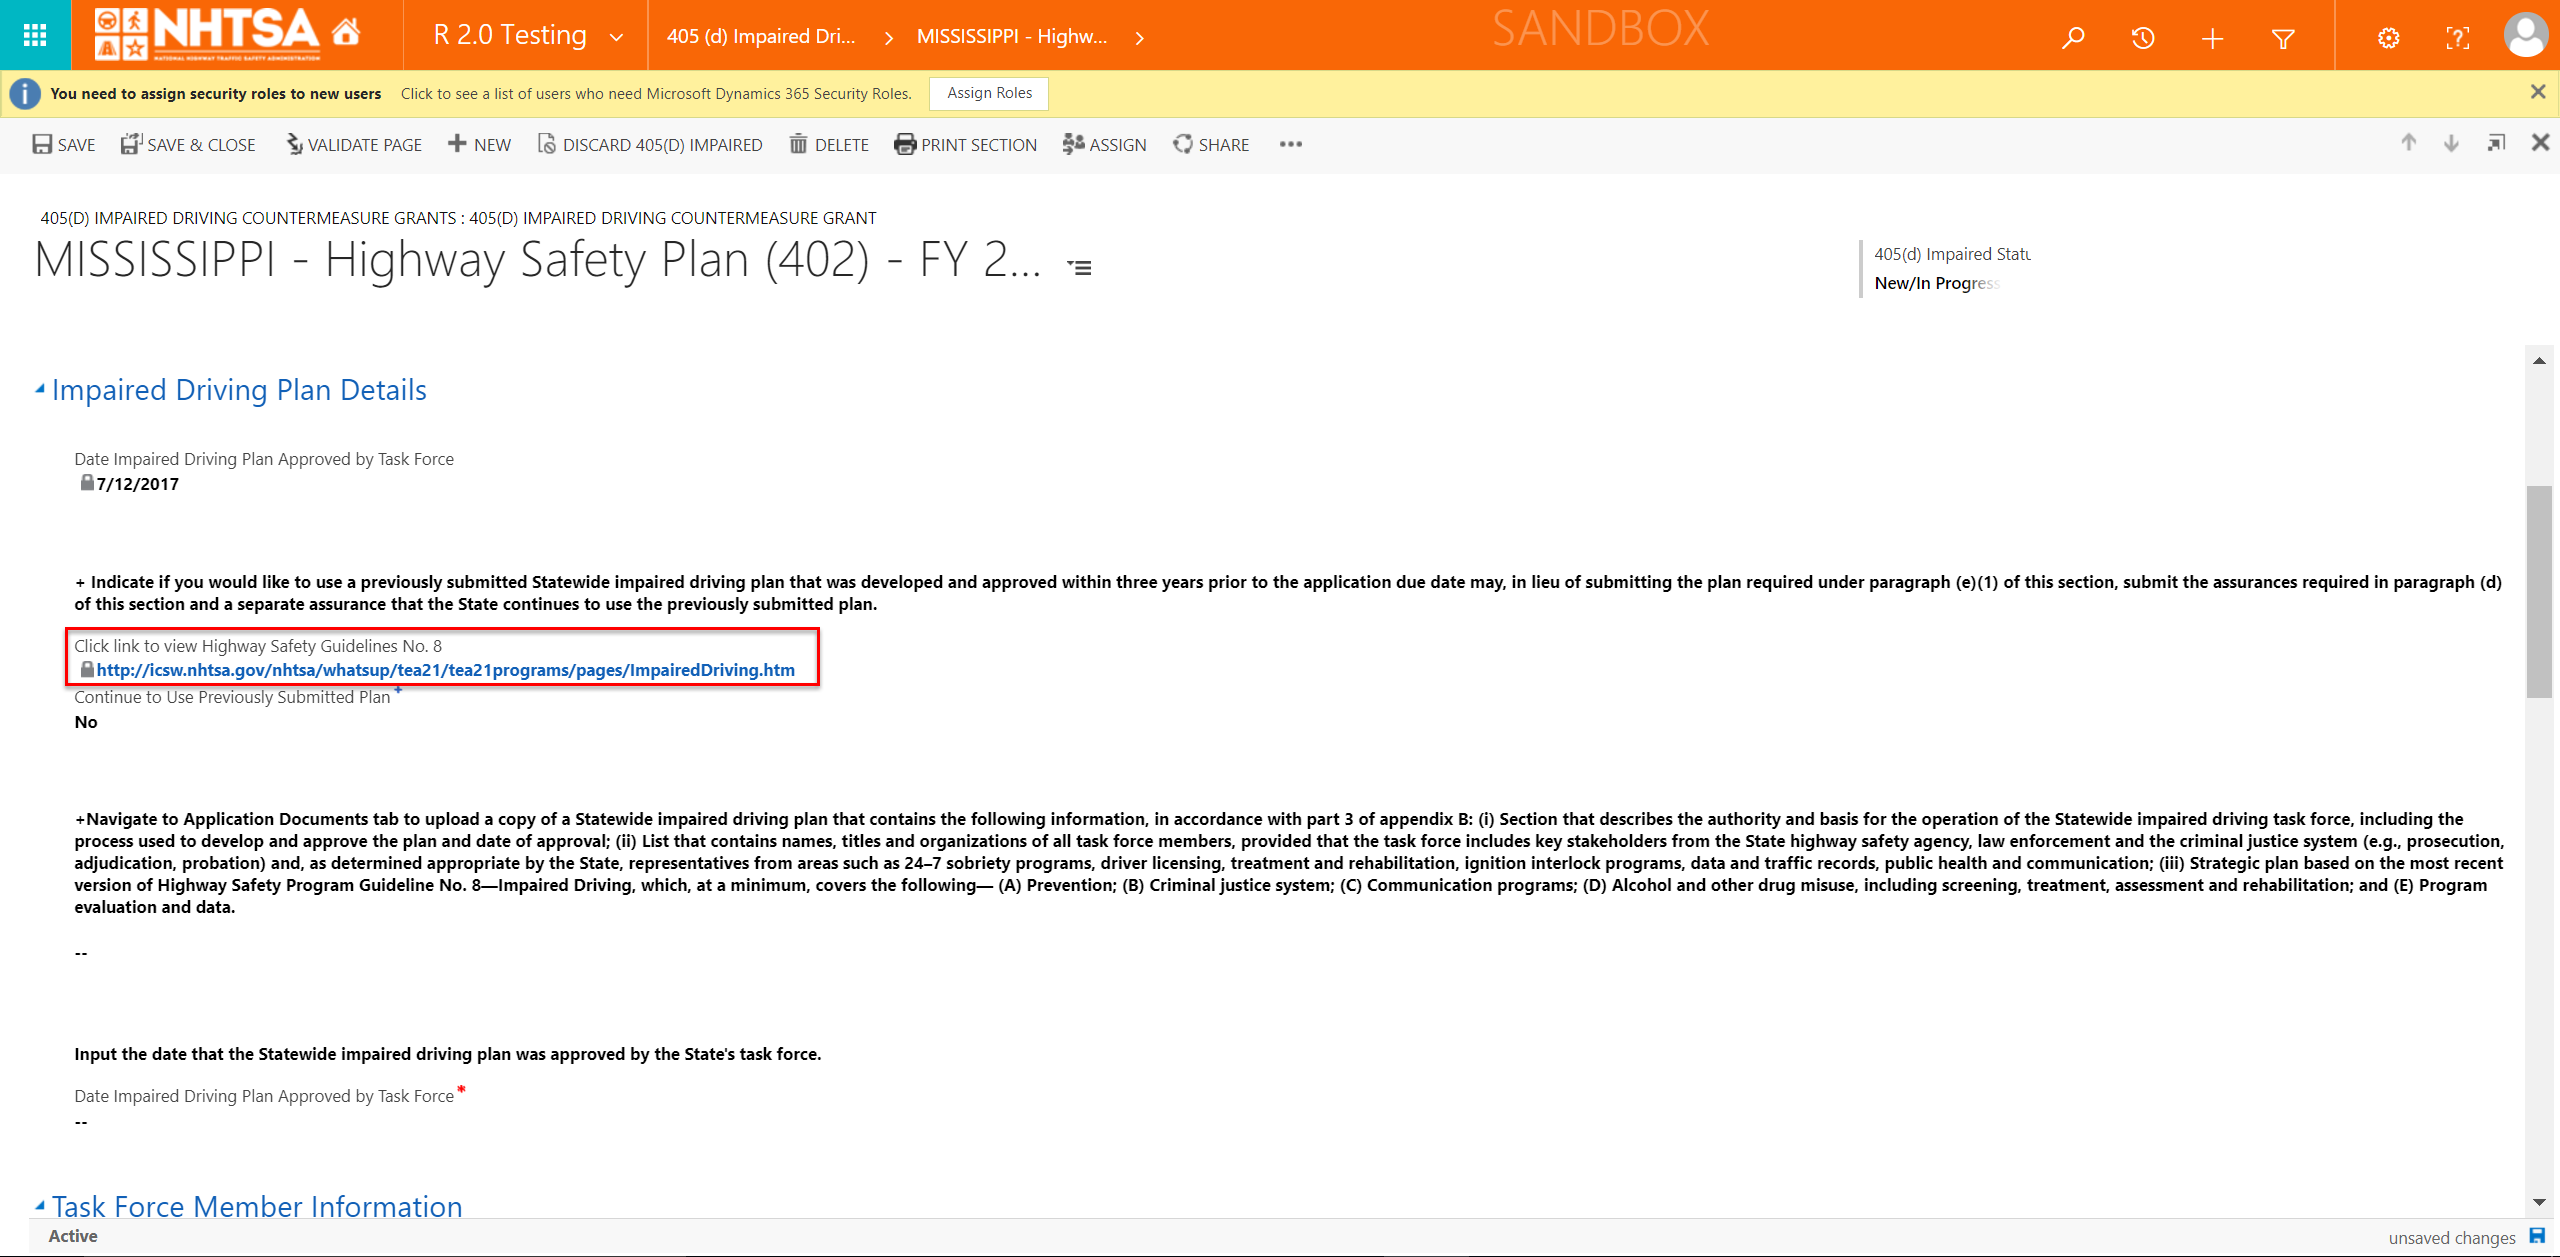 NHTSA
NATIONAL HIGHWAY TRAFFIC SAFETY ADMINISTRATION
R 2.0 Testing
405 (d) Impaired Dri...
MISSISSIPPI - Highw...
SANDBOX
You need to assign security roles to new users Click to see a list of users who need Microsoft Dynamics 365 Security Roles. Assign Roles
SAVE SAVE & CLOSE VALIDATE PAGE NEW DISCARD 405(D) IMPAIRED DELETE PRINT SECTION ASSIGN SHARE
405(D) IMPAIRED DRIVING COUNTERMEASURE GRANTS : 405(D) IMPAIRED DRIVING COUNTERMEASURE GRANT
MISSISSIPPI - Highway Safety Plan (402) - FY 2...
405(d) Impaired Statu
New/In Progress
Impaired Driving Plan Details
Date Impaired Driving Plan Approved by Task Force
7/12/2017
+ Indicate if you would like to use a previously submitted Statewide impaired driving plan that was developed and approved within three years prior to the application due date may, in lieu of submitting the plan required under paragraph (e)(1) of this section, submit the assurances required in paragraph (d)
of this section and a separate assurance that the State continues to use the previously submitted plan.
Click link to view Highway Safety Guidelines No. 8
http://icsw.nhtsa.gov/nhtsa/whatsup/tea21/tea21programs/pages/ImpairedDriving.htm
Continue to Use Previously Submitted Plan +
No
+Navigate to Application Documents tab to upload a copy of a Statewide impaired driving plan that contains the following information, in accordance with part 3 of appendix B: (i) Section that describes the authority and basis for the operation of the Statewide impaired driving task force, including the
process used to develop and approve the plan and date of approval; (ii) List that contains names, titles and organizations of all task force members, provided that the task force includes key stakeholders from the State highway safety agency, law enforcement and the criminal justice system (e.g., prosecution,
adjudication, probation) and, as determined appropriate by the State, representatives from areas such as 24–7 sobriety programs, driver licensing, treatment and rehabilitation, ignition interlock programs, data and traffic records, public health and communication; (iii) Strategic plan based on the most recent
version of Highway Safety Program Guideline No. 8—Impaired Driving, which, at a minimum, covers the following— (A) Prevention; (B) Criminal justice system; (C) Communication programs; (D) Alcohol and other drug misuse, including screening, treatment, assessment and rehabilitation; and (E) Program
evaluation and data.
--
Input the date that the Statewide impaired driving plan was approved by the State's task force.
Date Impaired Driving Plan Approved by Task Force *
--
Task Force Member Information
Active
unsaved changes